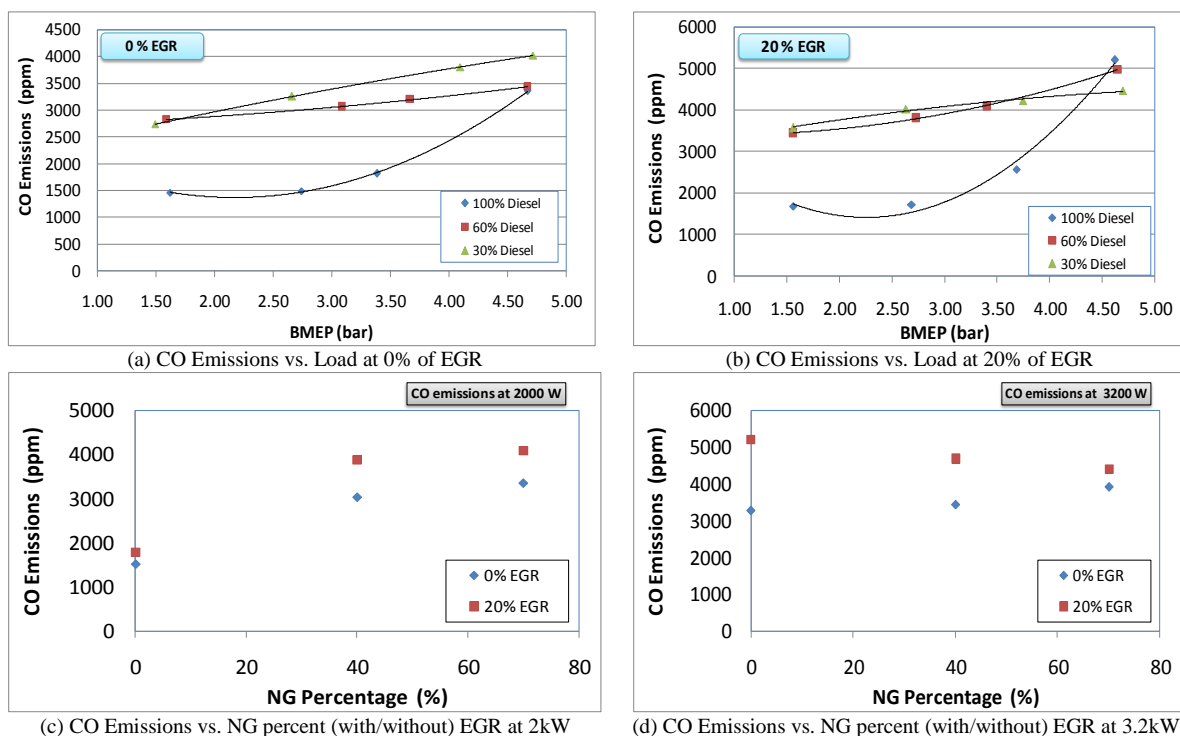 0 % EGR
CO Emissions (ppm)
4500
4000
3500
3000
2500
2000
1500
1000
500
0
1.00 1.50 2.00 2.50 3.00 3.50 4.00 4.50 5.00
BMEP (bar)
100% Diesel
60% Diesel
30% Diesel
(a) CO Emissions vs. Load at 0% of EGR
20% EGR
CO Emissions (ppm)
6000
5000
4000
3000
2000
1000
0
1.00 1.50 2.00 2.50 3.00 3.50 4.00 4.50 5.00
BMEP (bar)
100% Diesel
60% Diesel
30% Diesel
(b) CO Emissions vs. Load at 20% of EGR
CO emissions at 2000 W
CO Emissions (ppm)
5000
4000
3000
2000
1000
0
0 20 40 60 80
NG Percentage (%)
0% EGR
20% EGR
(c) CO Emissions vs. NG percent (with/without) EGR at 2kW
CO emissions at 3200 W
CO Emissions (ppm)
6000
5000
4000
3000
2000
1000
0
0 20 40 60 80
NG Percentage (%)
0% EGR
20% EGR
(d) CO Emissions vs. NG percent (with/without) EGR at 3.2kW